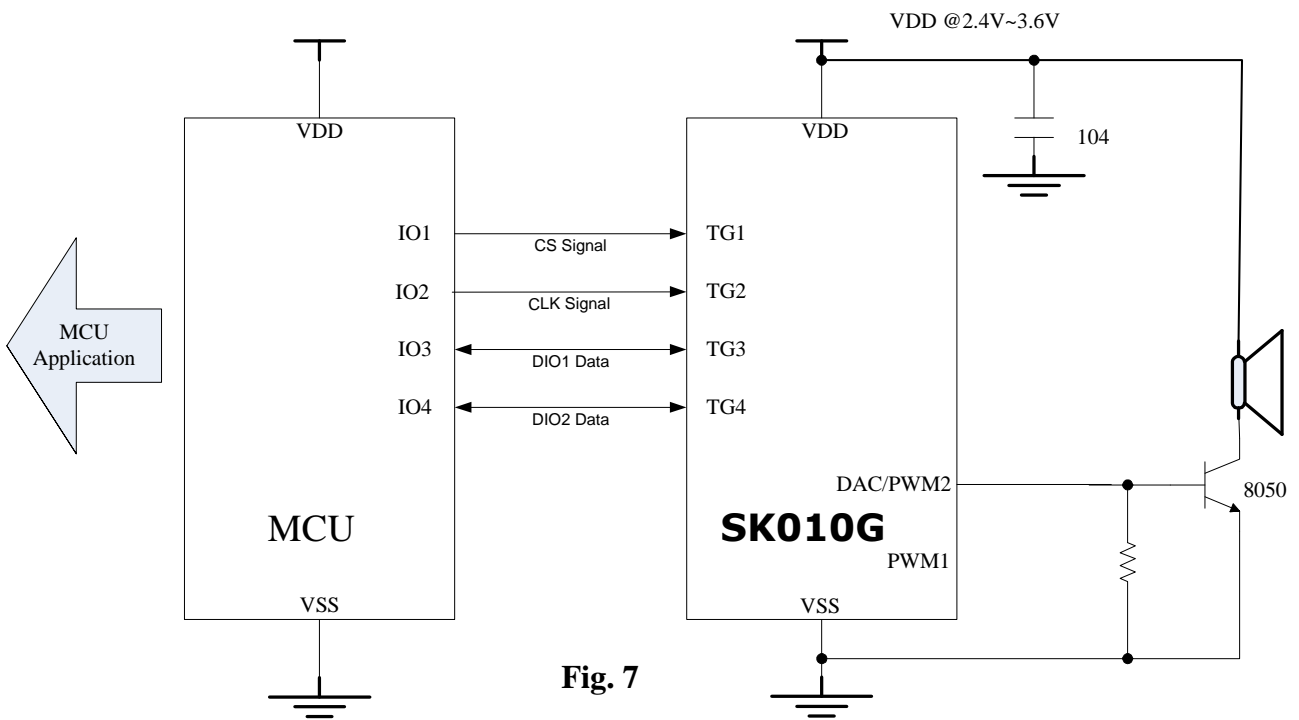 VDD @2.4V~3.6V
VDD
VDD
104
IO1
CS Signal
TG1
IO2
CLK Signal
TG2
MCU
Application
IO3
DIO1 Data
TG3
IO4
DIO2 Data
TG4
DAC/PWM2
8050
MCU
SK010G
PWM1
VSS
VSS
Fig. 7